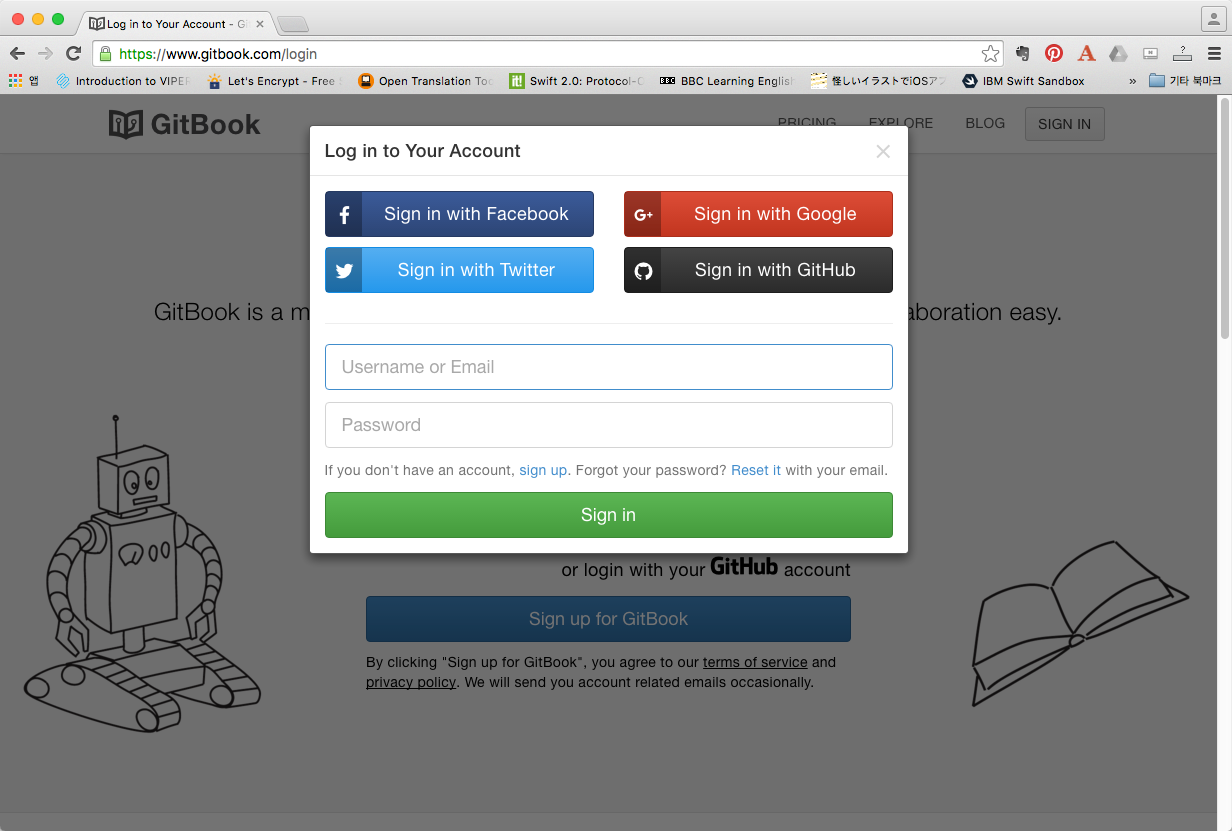 Log in to Your Account - G
https://www.gitbook.com/login
앱 Introduction to VIPER Let's Encrypt - Free Open Translation Too Swift 2.0: Protocol- BBC Learning English 怪しいイラストでiOSア IBM Swift Sandbox » 기타 북마크
GitBook PRICING EXPLORE BLOG SIGN IN
Log in to Your Account
Sign in with Facebook Sign in with Google
Sign in with Twitter Sign in with GitHub
GitBook is a m aboration easy.
Username or Email
Password
If you don't have an account, sign up. Forgot your password? Reset it with your email.
Sign in
or login with your GitHub account
Sign up for GitBook
By clicking "Sign up for GitBook", you agree to our terms of service and
privacy policy. We will send you account related emails occasionally.